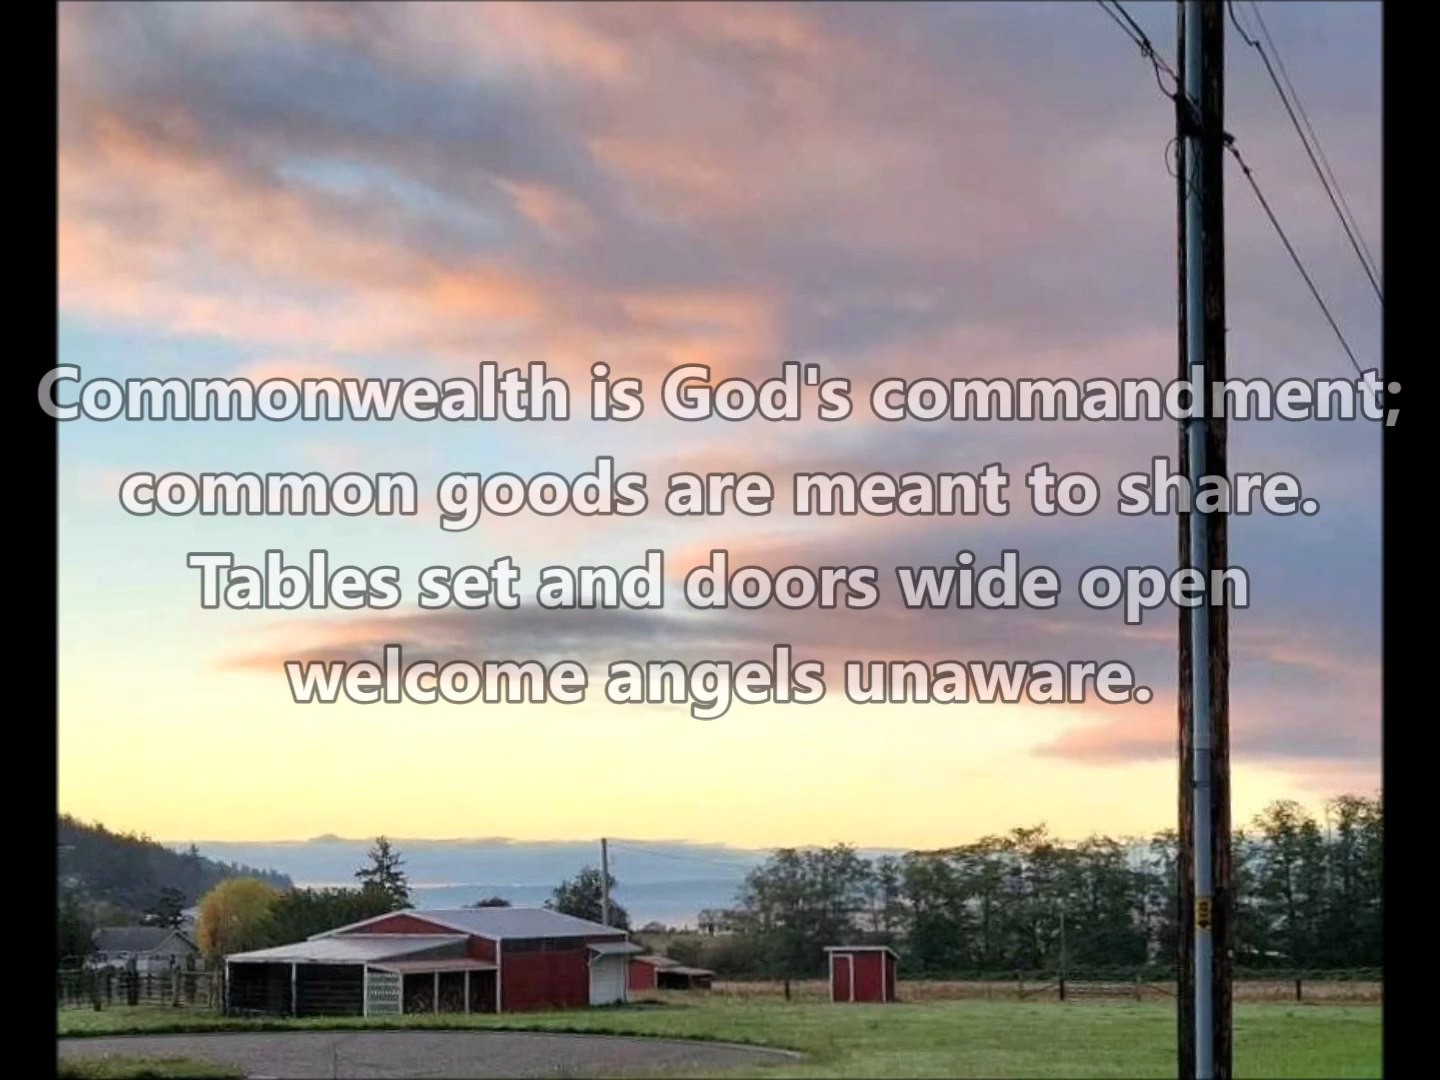 Commonwealth is God's commandment;
common goods are meant to share.
Tables set and doors wide open
welcome angels unaware.